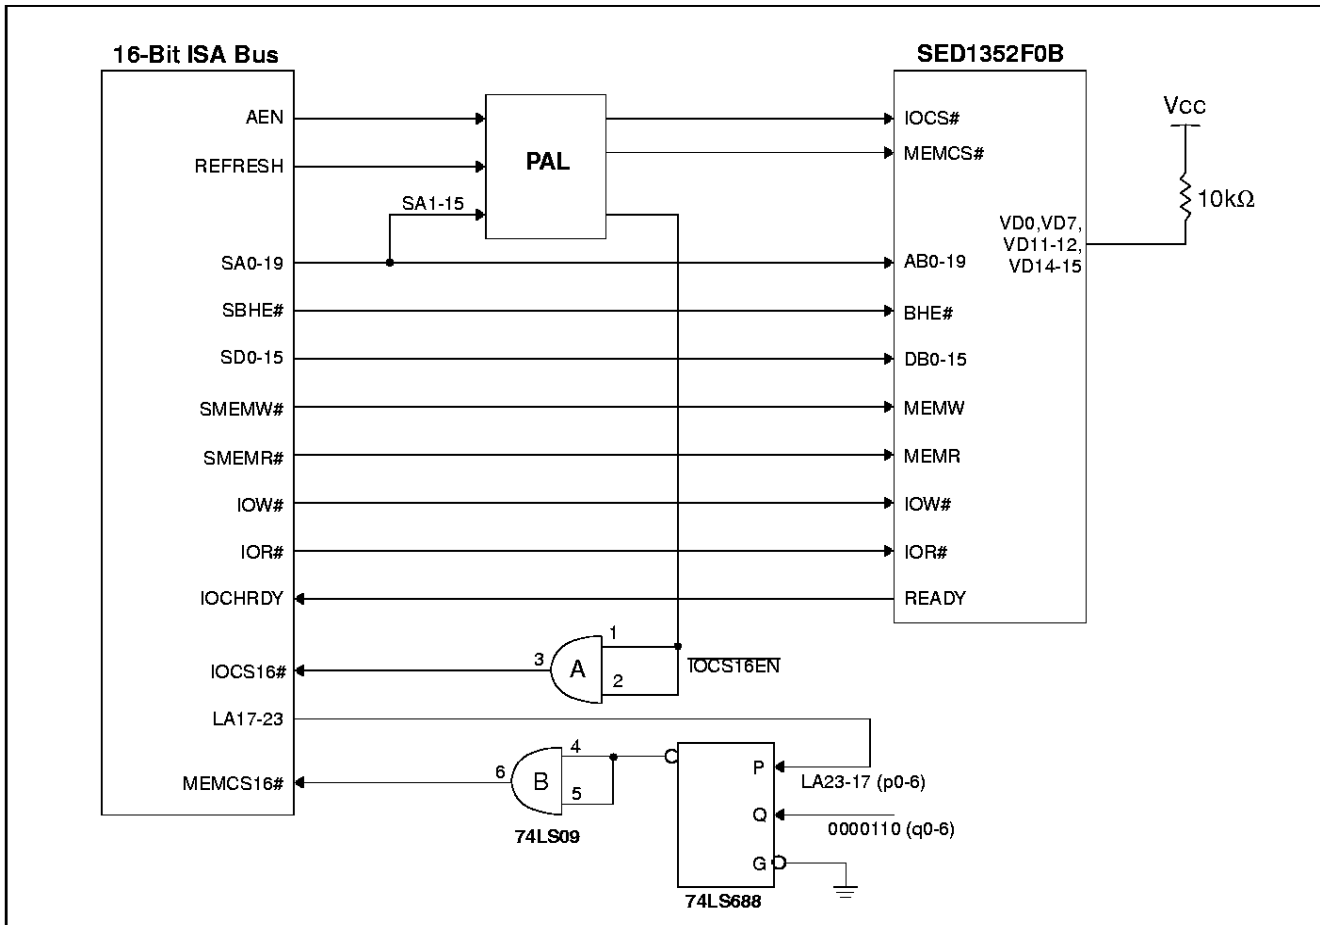 16-Bit ISA Bus
SED1352F0B
AEN
REFRESH
SA0-19
SBHE#
SD0-15
SMEMW#
SMEMR#
IOW#
IOR#
IOCHRDY
IOCS16#
LA17-23
MEMCS16#
PAL
SA1-15
IOCS#
MEMCS#
AB0-19
BHE#
DB0-15
MEMW
MEMR
IOW#
IOR#
READY
VD0,VD7,
VD11-12,
VD14-15
Vcc
10kΩ
1
3
A
2
IOCS16EN
4
6
B
5
74LS09
P
LA23-17 (p0-6)
Q
0000110 (q0-6)
G
74LS688